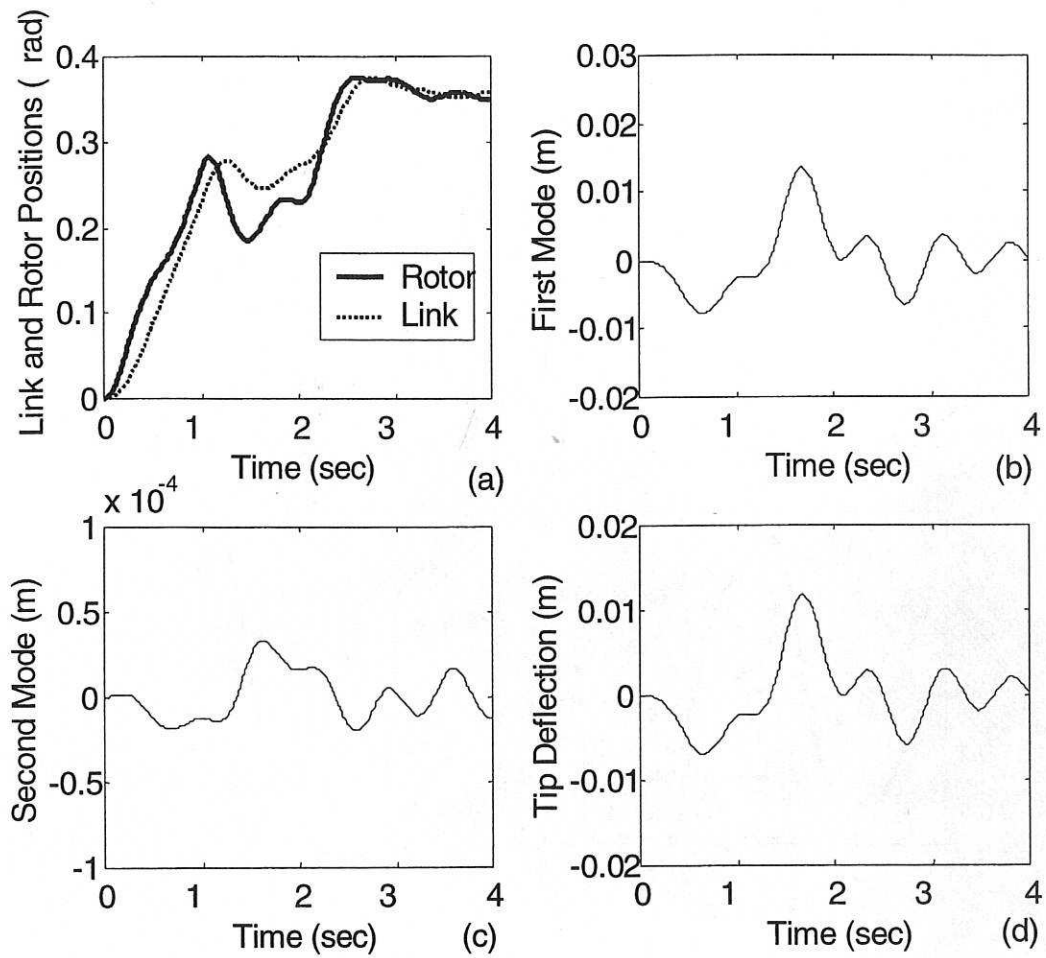 Link and Rotor Positions ( rad)
0.4
0.3
0.2
0.1
0
Rotor
Link
0 1 2 3 4
Time (sec)
(a)
First Mode (m)
0.03
0.02
0.01
0
-0.01
-0.02
0 1 2 3 4
Time (sec)
(b)
x 10-4
Second Mode (m)
1
0.5
0
-0.5
-1
0 1 2 3 4
Time (sec)
(c)
Tip Deflection (m)
0.02
0.01
0
-0.01
-0.02
0 1 2 3 4
Time (sec)
(d)